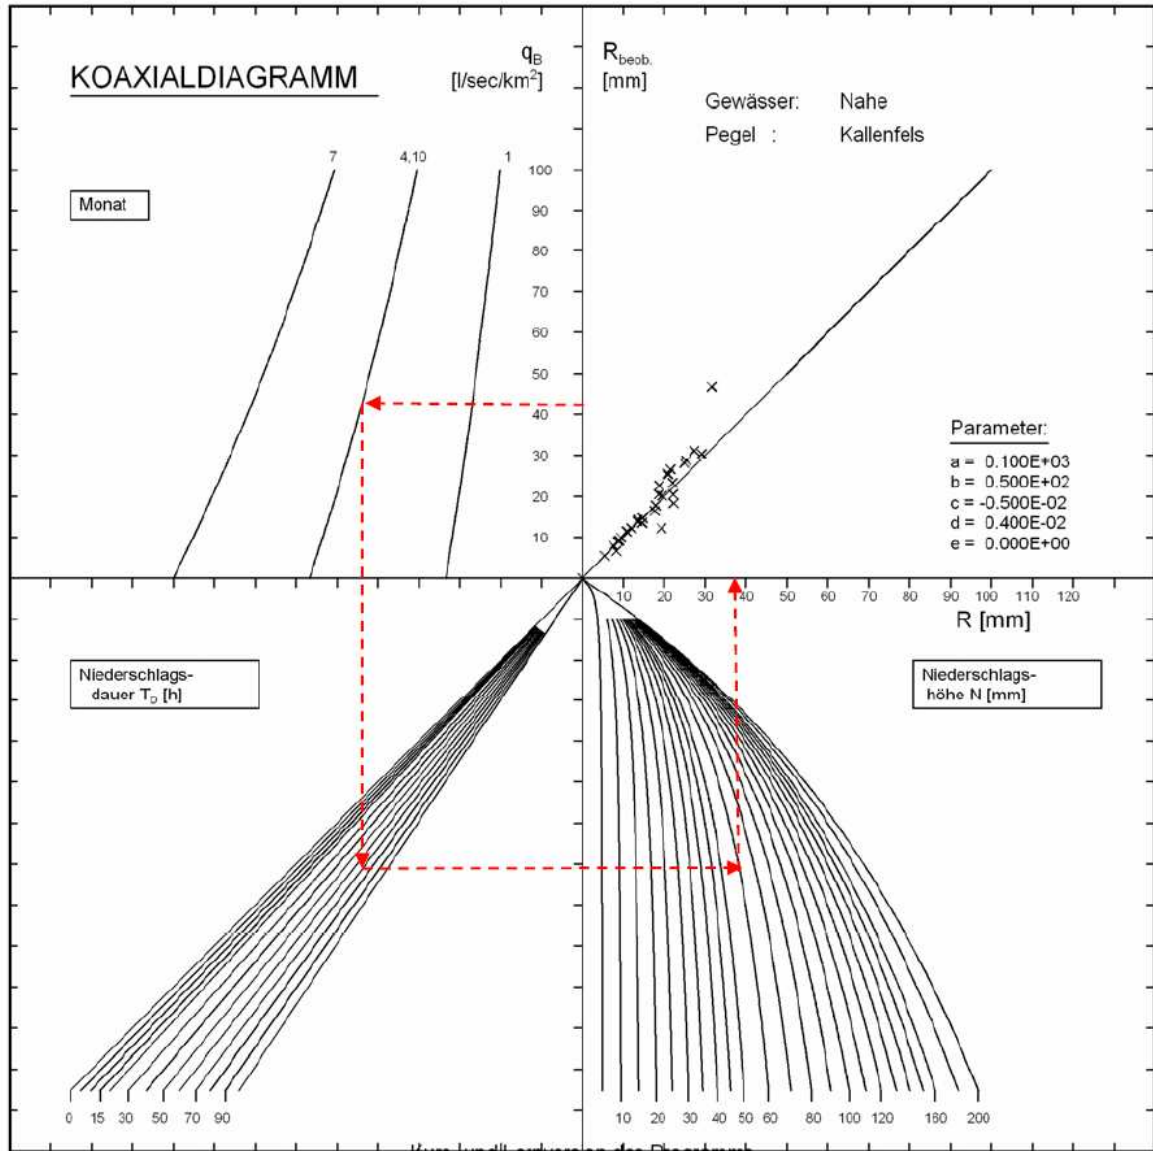 KOAXIALDIAGRAMM
qB
[l/sec/km²]
Rbeob.
[mm]
Gewässer: Nahe
Pegel : Kallenfels
7
4,10
1
Monat
100
90
80
70
60
50
40
30
20
10
Parameter:
a = 0.100E+03
b = 0.500E+02
c = -0.500E-02
d = 0.400E-02
e = 0.000E+00
10 20 30 40 50 60 70 80 90 100 110 120
R [mm]
Niederschlags-
dauer TD [h]
Niederschlags-
höhe N [mm]
0 15 30 50 70 90
10 20 30 40 50 60 80 100 120 160 200